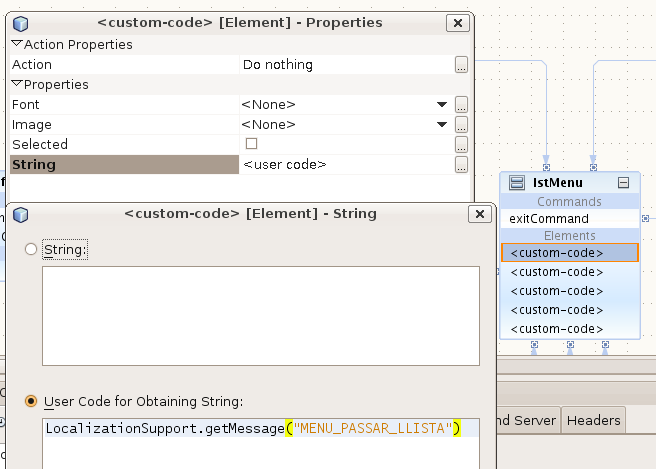 <custom-code> [Element] - Properties
Action Properties
Action Do nothing ...
Properties
Font <None> ...
Image <None> ...
Selected ...
String <user code> ...
<custom-code> [Element] - String
String:
User Code for Obtaining String:
LocalizationSupport.getMessage("MENU_PASSAR_LLISTA")
lstMenu
Commands
exitCommand
Elements
<custom-code>
<custom-code>
<custom-code>
<custom-code>
<custom-code>
nd Server
Headers